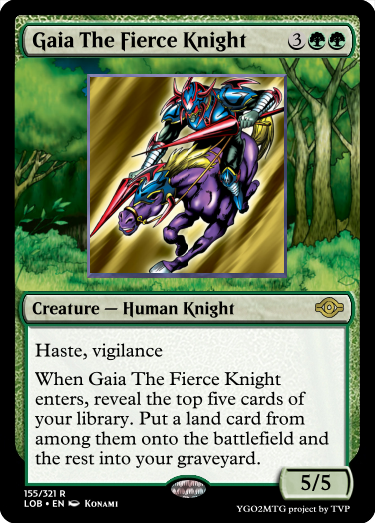 Gaia The Fierce Knight 3
Creature — Human Knight
Haste, vigilance
When Gaia The Fierce Knight
enters, reveal the top five cards of
your library. Put a land card from
among them onto the battlefield and
the rest into your graveyard.
5/5
155/321 R
LOB • EN Konami
YGO2MTG project by TVP